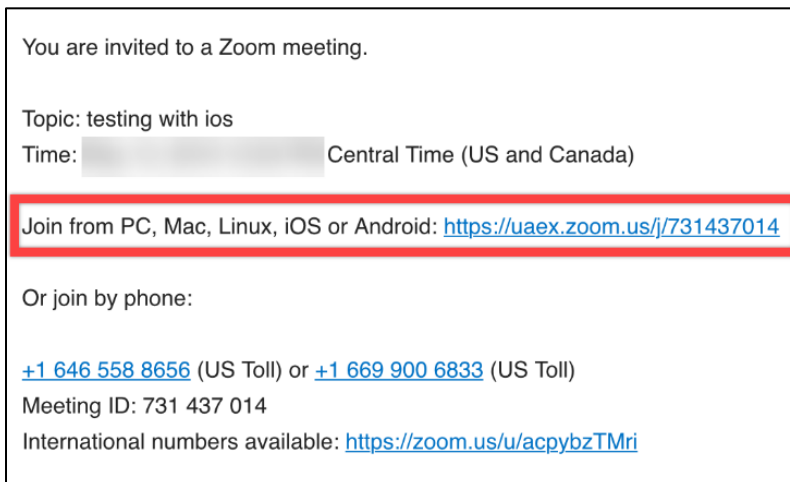 You are invited to a Zoom meeting.
Topic: testing with ios
Time: Central Time (US and Canada)
Join from PC, Mac, Linux, iOS or Android: https://uaex.zoom.us/j/731437014
Or join by phone:
+1 646 558 8656 (US Toll) or +1 669 900 6833 (US Toll)
Meeting ID: 731 437 014
International numbers available: https://zoom.us/u/acpybzTMri